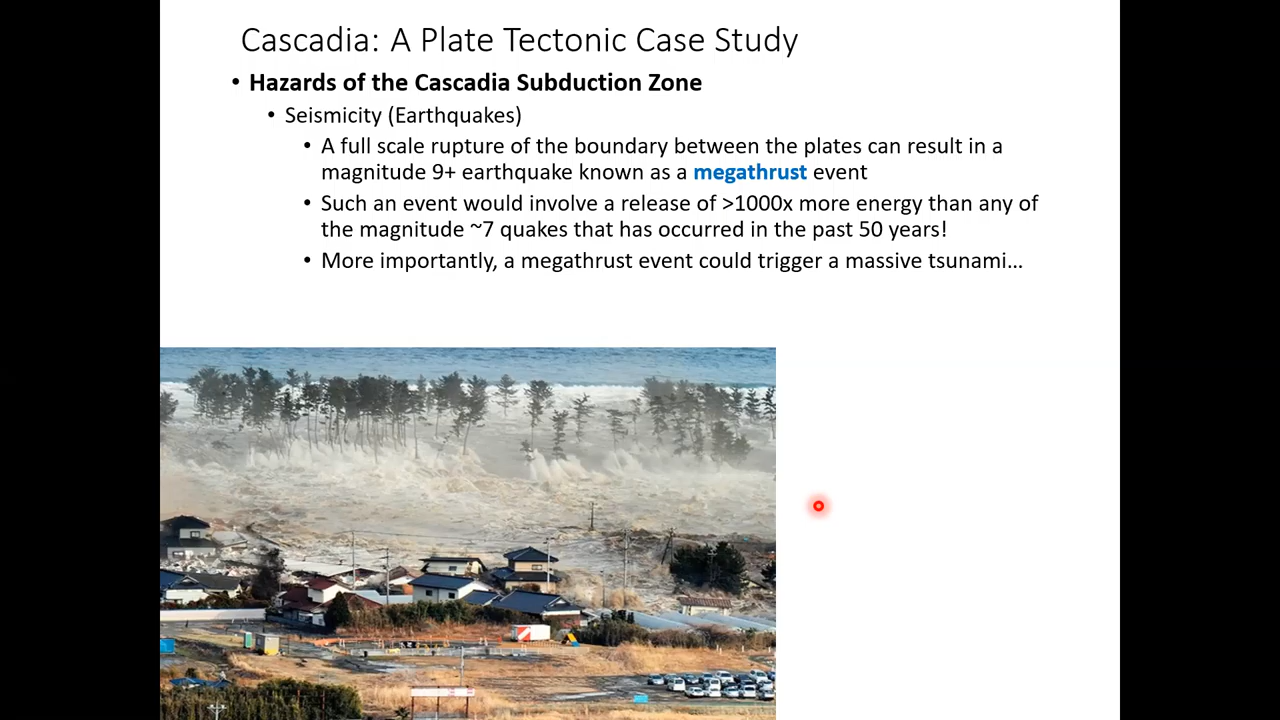 Cascadia: A Plate Tectonic Case Study
• Hazards of the Cascadia Subduction Zone
• Seismicity (Earthquakes)
• A full scale rupture of the boundary between the plates can result in a
magnitude 9+ earthquake known as a megathrust event
• Such an event would involve a release of >1000x more energy than any of
the magnitude ~7 quakes that has occurred in the past 50 years!
• More importantly, a megathrust event could trigger a massive tsunami...